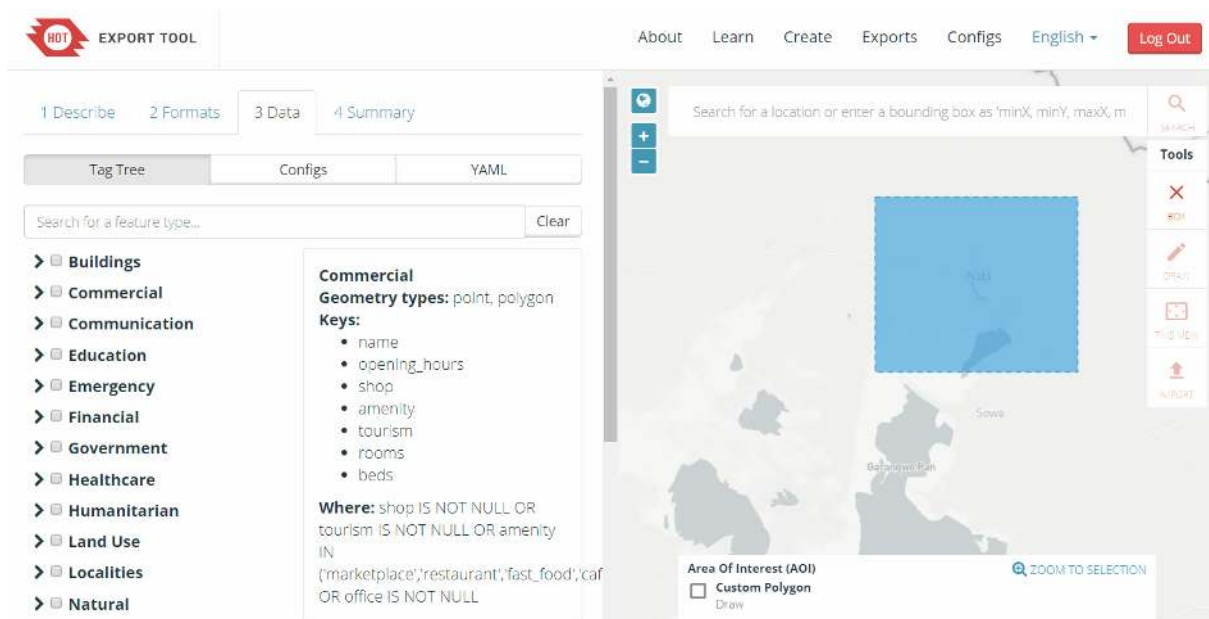 HOT EXPORT TOOL
About Learn Create Exports Configs English Log Out
1 Describe 2 Formats 3 Data 4 Summary
Tag Tree Configs YAML
Search for a feature type... Clear
Buildings
Commercial
Communication
Education
Emergency
Financial
Government
Healthcare
Humanitarian
Land Use
Localities
Natural
Commercial
Geometry types: point, polygon
Keys:
• name
• opening_hours
• shop
• amenity
• tourism
• rooms
• beds
Where: shop IS NOT NULL OR
tourism IS NOT NULL OR amenity
IN
('marketplace','restaurant','fast_food','caf
OR office IS NOT NULL
Search for a location or enter a bounding box as 'minX, minY, maxX, m
SEARCH
Tools
BOX
DRAW
THIS VIEW
IMPORT
Nata
Sowa
Area Of Interest (AOI)
ZOOM TO SELECTION
Custom Polygon
Draw